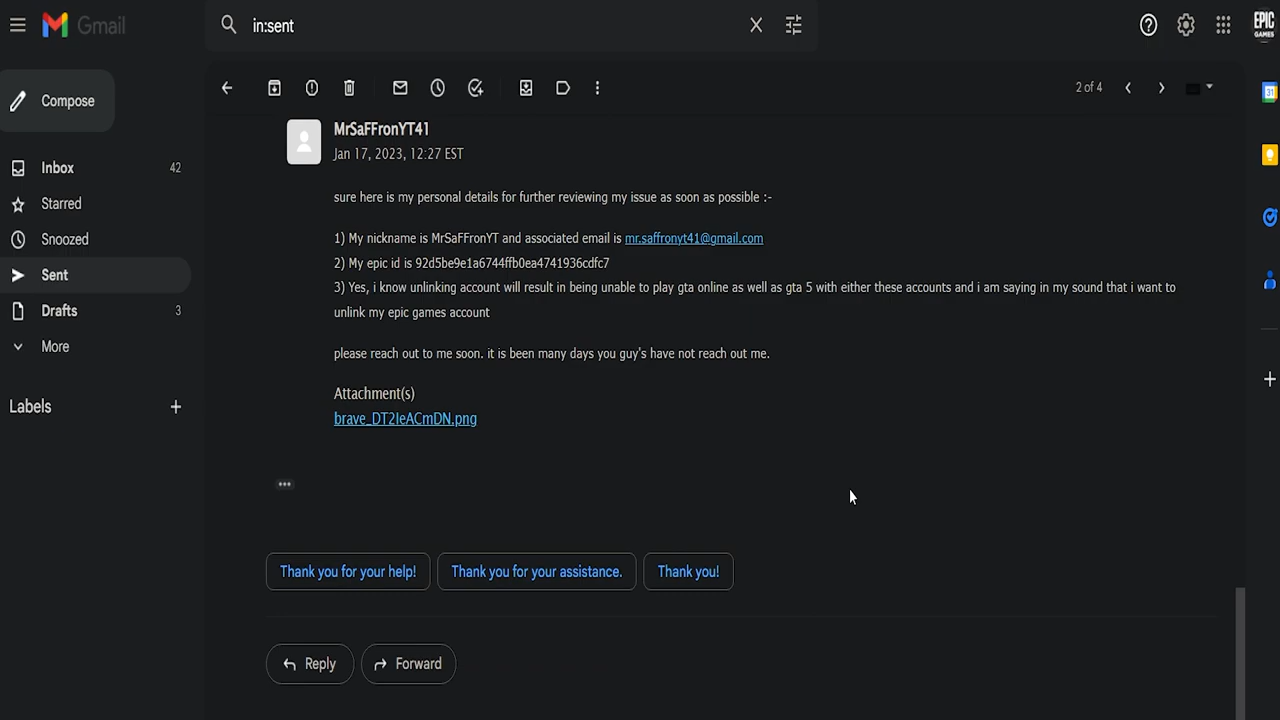 Gmail
in:sent
EPIC
GAMES
Compose
2 of 4
31
Inbox 42
Starred
Snoozed
Sent
Drafts 3
More
Labels
MrSaFFronYT41
Jan 17, 2023, 12:27 EST
sure here is my personal details for further reviewing my issue as soon as possible :-
1) My nickname is MrSaFFronYT and associated email is mr.saffronyt41@gmail.com
2) My epic id is 92d5be9e1a6744ffb0ea4741936cdfc7
3) Yes, i know unlinking account will result in being unable to play gta online as well as gta 5 with either these accounts and i am saying in my sound that i want to
unlink my epic games account
please reach out to me soon. it is been many days you guy's have not reach out me.
Attachment(s)
brave_DT2IeACmDN.png
Thank you for your help!
Thank you for your assistance.
Thank you!
Reply
Forward